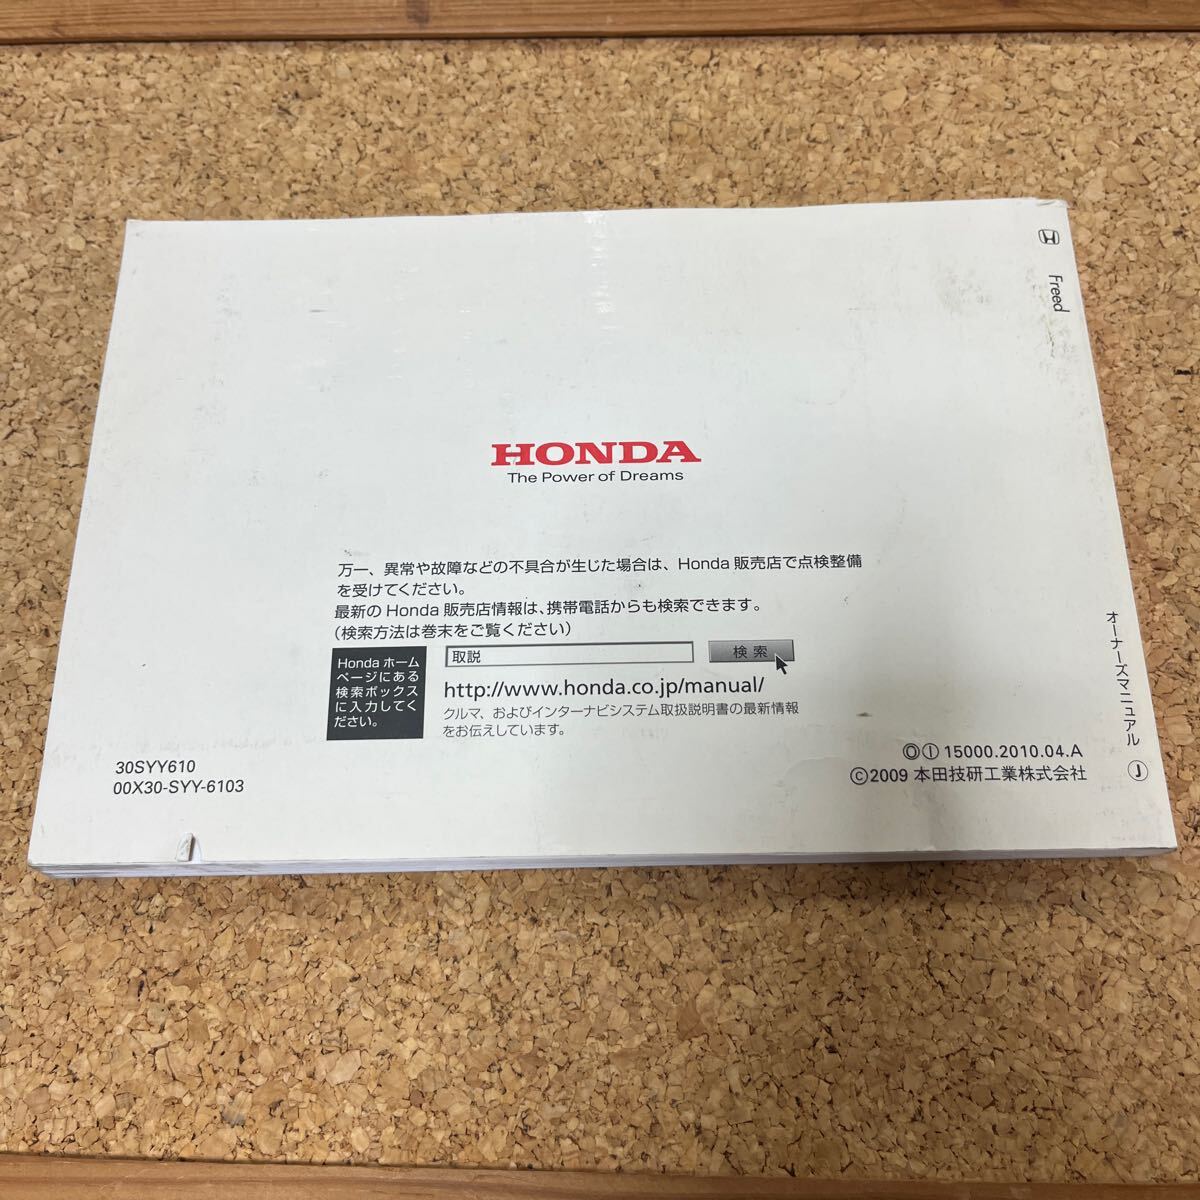 Freed
HONDA
The Power of Dreams
万一、異常や故障などの不具合が生じた場合は、Honda 販売店で点検整備
を受けてください。
最新の Honda 販売店情報は、携帯電話からも検索できます。
（検索方法は巻末をご覧ください）
Honda ホーム
ページにある
検索ボックス
に入力してく
ださい。
取説
検 索
http://www.honda.co.jp/manual/
クルマ、およびインターナビシステム取扱説明書の最新情報
をお伝えしています。
30SYY610
00X30-SYY-6103
ⓄⒾ 15000.2010.04.A
©2009 本田技研工業株式会社
オーナーズマニュアル Ⓙ